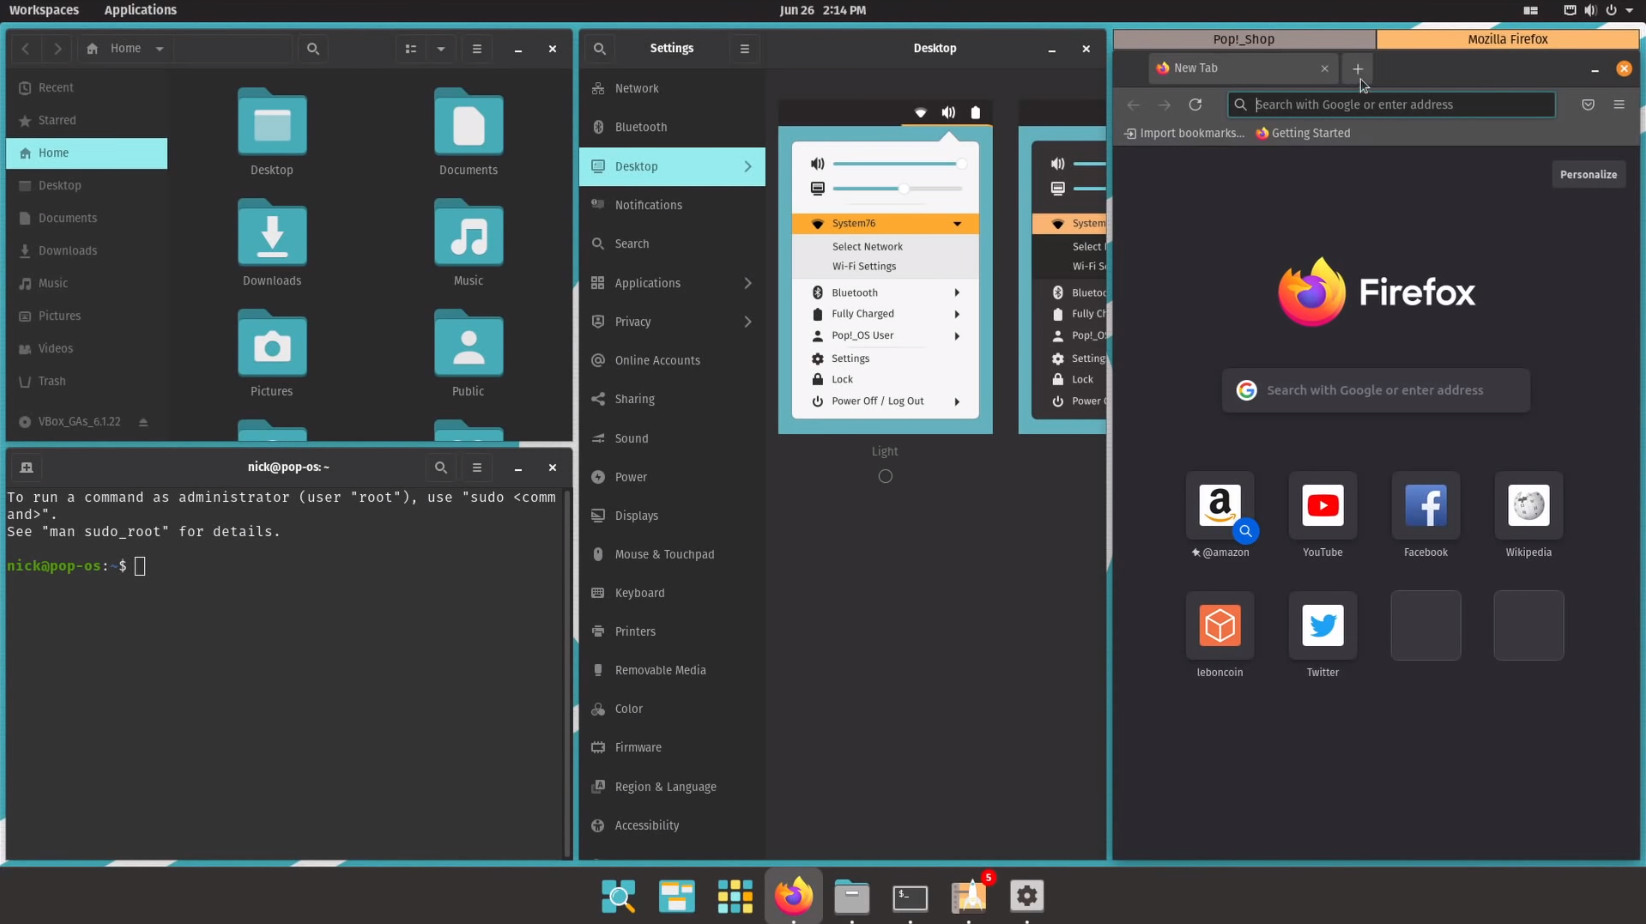 Workspaces Applications Jun 26 2:14 PM
Home
Recent
Starred
Home
Desktop
Documents
Downloads
Music
Pictures
Videos
Trash
VBox_GAs_6.1.22
Desktop Documents
Downloads Music
Pictures Public
nick@pop-os: ~
To run a command as administrator (user "root"), use "sudo <comm
and>".
See "man sudo_root" for details.
nick@pop-os:~$
Settings
Network
Bluetooth
Desktop
Notifications
Search
Applications
Privacy
Online Accounts
Sharing
Sound
Power
Displays
Mouse & Touchpad
Keyboard
Printers
Removable Media
Color
Firmware
Region & Language
Accessibility
Desktop
System76
Select Network
Wi-Fi Settings
Bluetooth
Fully Charged
Pop!_OS User
Settings
Lock
Power Off / Log Out
Light
System
Select N
Wi-Fi Se
Bluetoo
Fully Ch
Pop!_OS
Setting
Lock
Power O
Pop!_Shop Mozilla Firefox
New Tab
Search with Google or enter address
Import bookmarks... Getting Started
Personalize
Firefox
Search with Google or enter address
@amazon YouTube Facebook Wikipedia
leboncoin Twitter
5